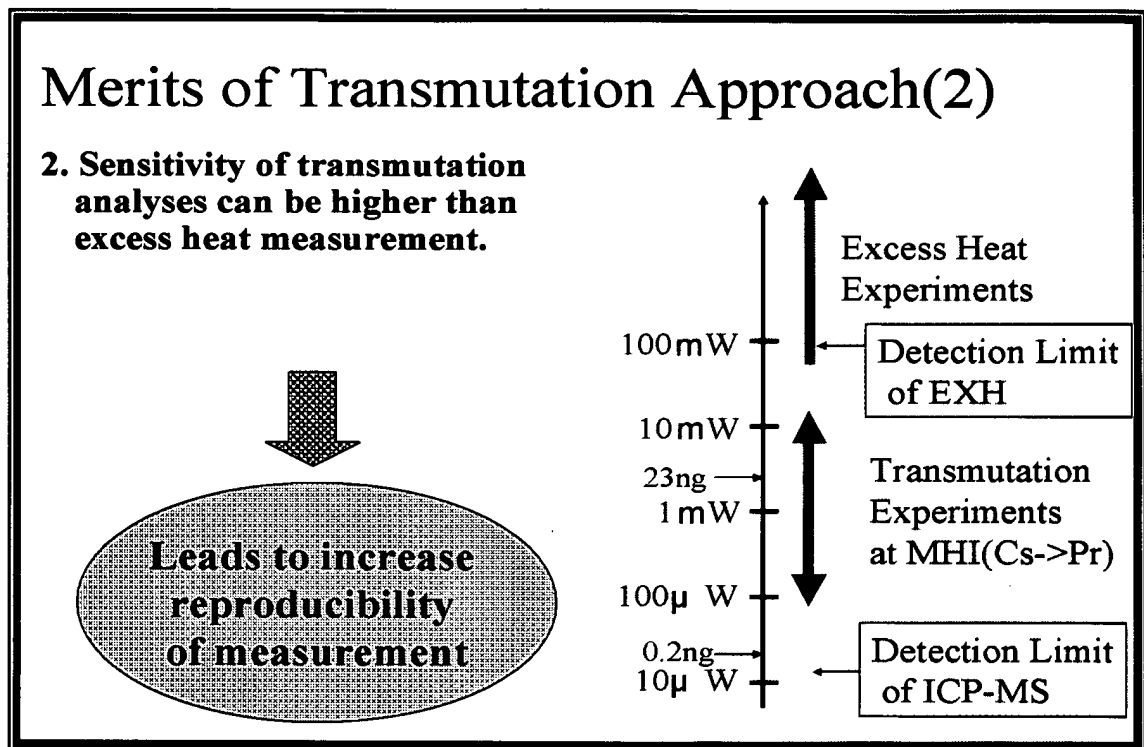 Merits of Transmutation Approach(2)
2. Sensitivity of transmutation
analyses can be higher than
excess heat measurement.
Leads to increase
reproducibility
of measurement
Excess Heat
Experiments
100mW
Detection Limit
of EXH
10mW
23ng
1mW
Transmutation
Experiments
at MHI(Cs->Pr)
100μ W
0.2ng
10μ W
Detection Limit
of ICP-MS